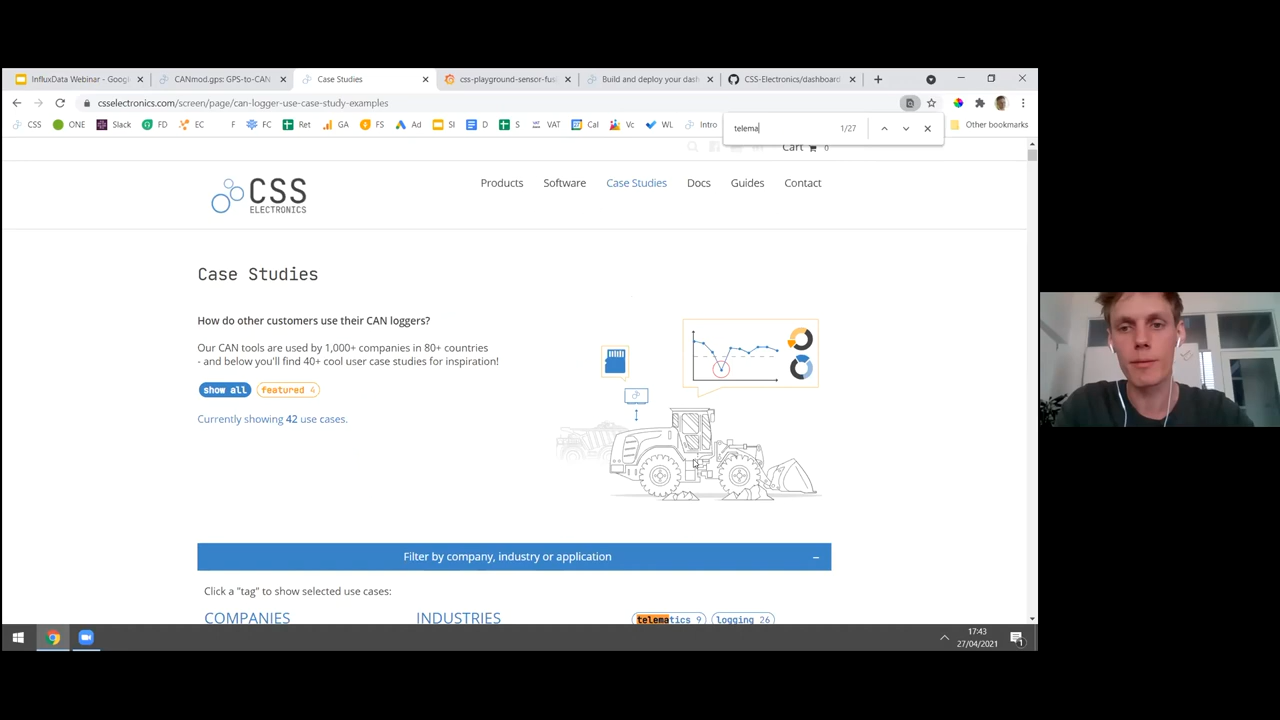 InfluxData Webinar - Goog
CANmod.gps: GPS-to-CAN
Case Studies
css-playground-sensor-fus
Build and deploy your dash
CSS-Electronics/dashboard
csselectronics.com/screen/page/can-logger-use-case-study-examples
CSS
ONE
Slack
FD
EC
F
FC
RT
GA
FS
Ad
SI
D
S
VAT
VAT
Cal
Vc
WL
Intro
telema
1/27
Other bookmarks
Cart 0
CSS
ELECTRONICS
Products
Software
Case Studies
Docs
Guides
Contact
Case Studies
How do other customers use their CAN loggers?
Our CAN tools are used by 1,000+ companies in 80+ countries
- and below you'll find 40+ cool user case studies for inspiration!
show all
featured 4
Currently showing 42 use cases.
Filter by company, industry or application
Click a "tag" to show selected use cases:
COMPANIES
INDUSTRIES
telematics 9
logging 26
17:43
27/04/2021